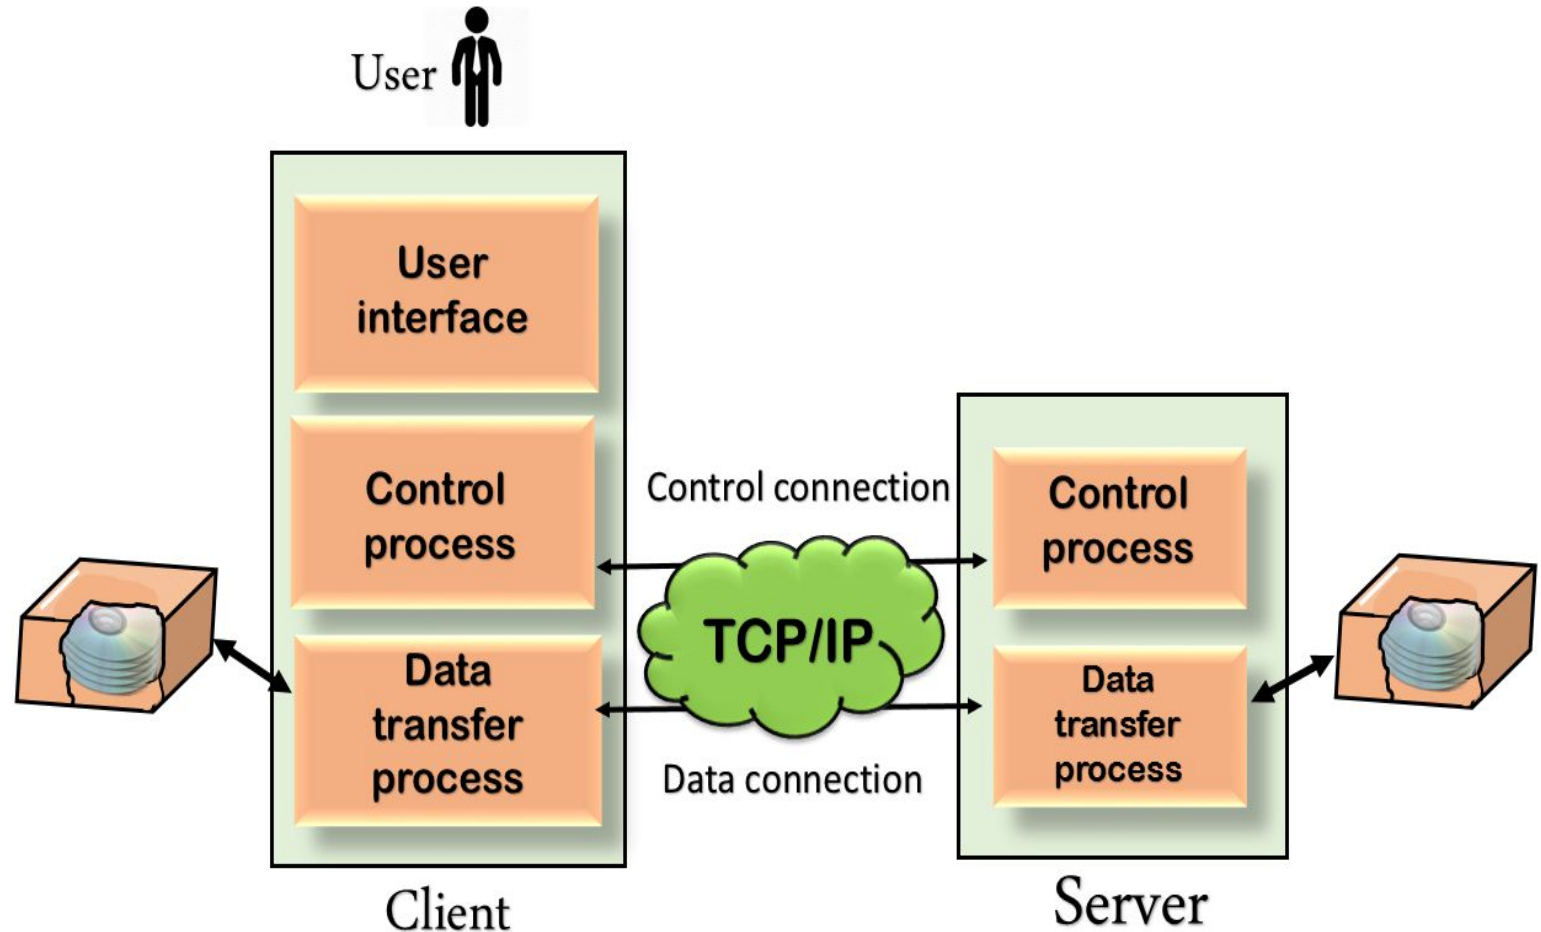 User
User
interface
Control
process
Data
transfer
process
Control connection
TCP/IP
Data connection
Control
process
Data
transfer
process
Client
Server